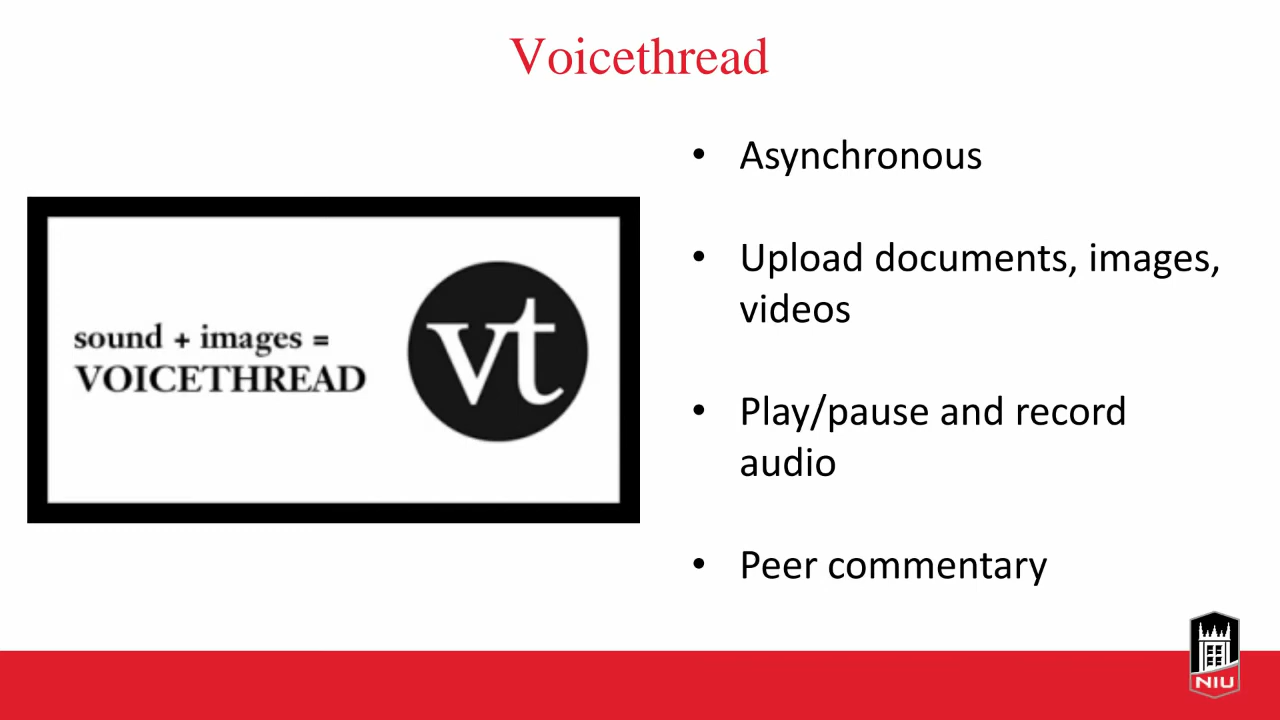 Voicethread
sound + images =
VOICETHREAD
vt
• Asynchronous
• Upload documents, images,
videos
• Play/pause and record
audio
• Peer commentary
NIU